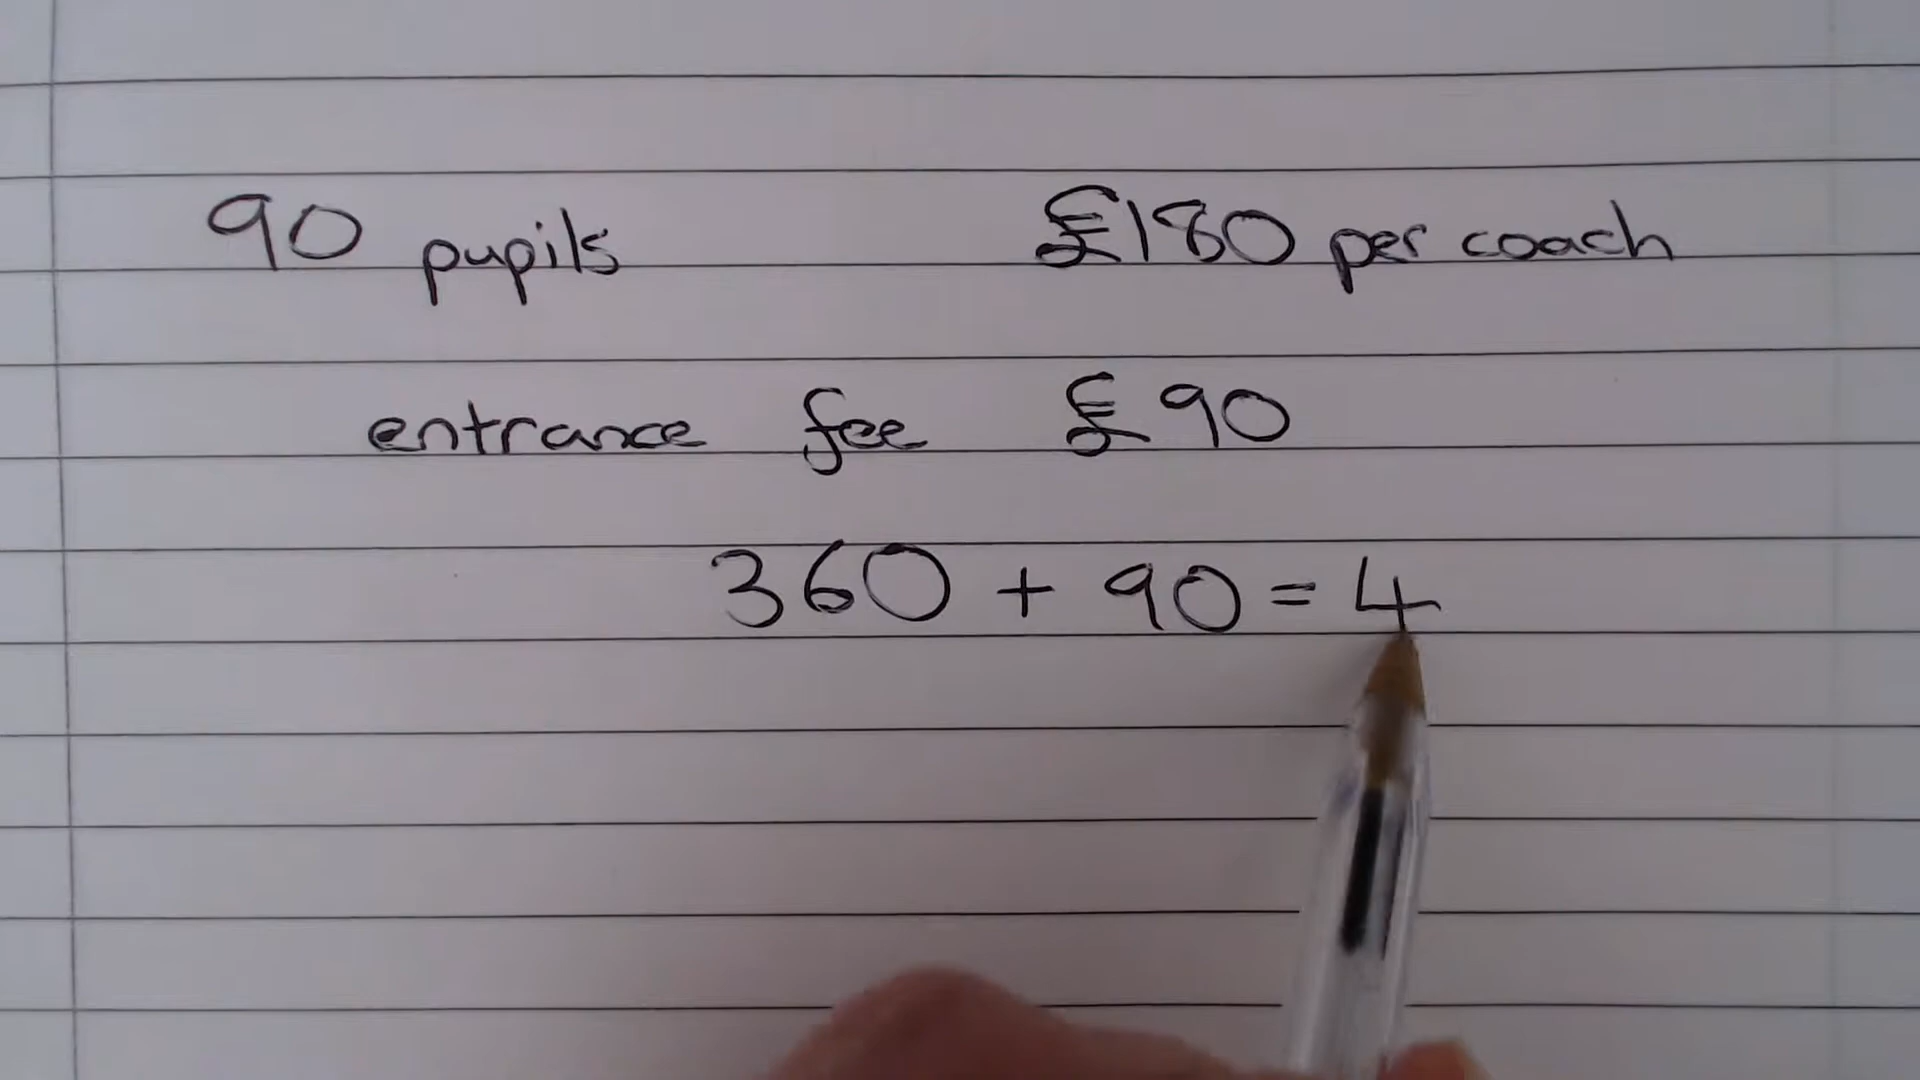 90 pupils £180 per coach
entrance fee £90
360 + 90 = 4